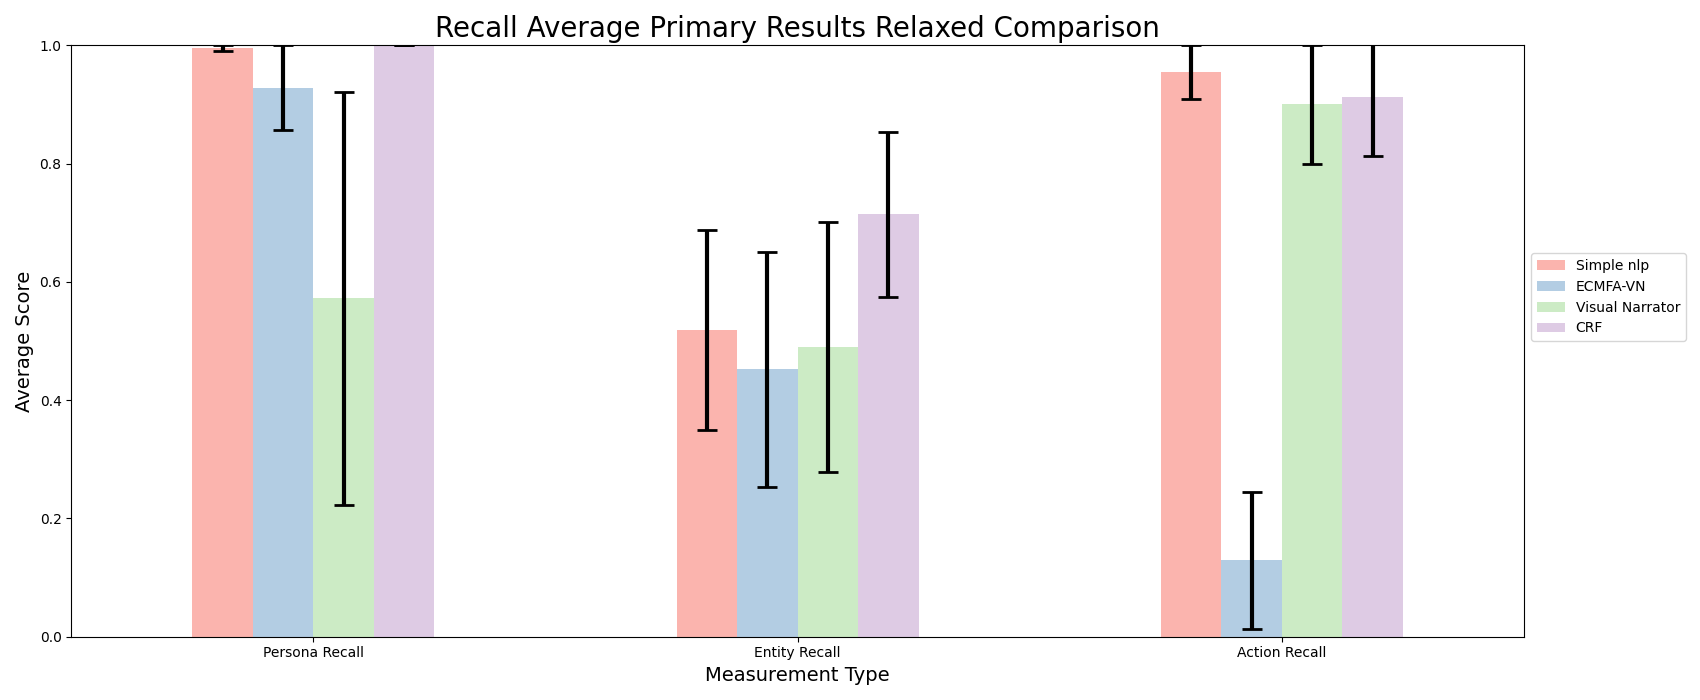 Recall Average Primary Results Relaxed Comparison
Average Score
1.0
0.8
0.6
0.4
0.2
0.0
Persona Recall
Entity Recall
Action Recall
Measurement Type
Simple nlp
ECMFA-VN
Visual Narrator
CRF